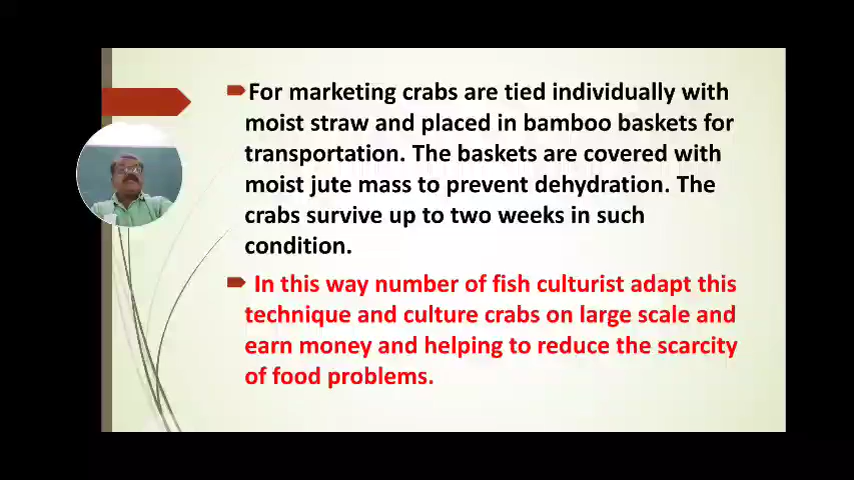 For marketing crabs are tied individually with
moist straw and placed in bamboo baskets for
transportation. The baskets are covered with
moist jute mass to prevent dehydration. The
crabs survive up to two weeks in such
condition.
In this way number of fish culturist adapt this
technique and culture crabs on large scale and
earn money and helping to reduce the scarcity
of food problems.